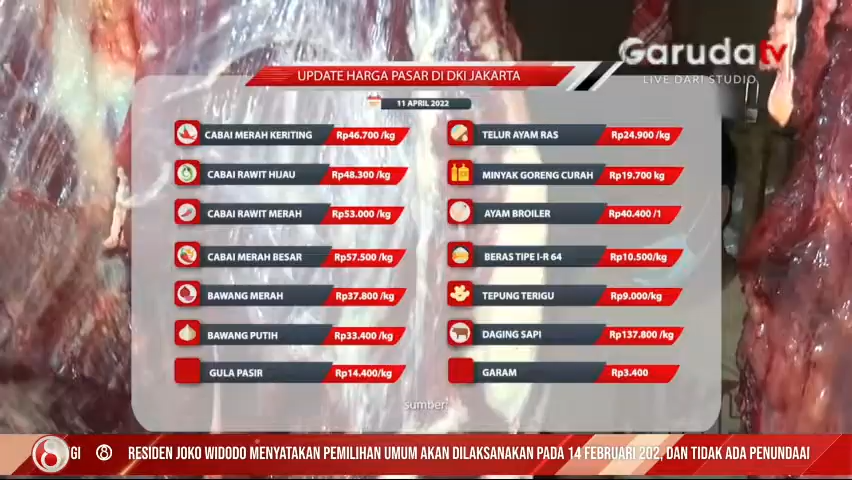 Garudatv
LIVE DARI STUDIO
UPDATE HARGA PASAR DI DKI JAKARTA
11 APRIL 2022
CABAI MERAH KERITING Rp46.700 /kg
CABAI RAWIT HIJAU Rp48.300 /kg
CABAI RAWIT MERAH Rp53.000 /kg
CABAI MERAH BESAR Rp57.500 /kg
BAWANG MERAH Rp37.800 /kg
BAWANG PUTIH Rp33.400 /kg
GULA PASIR Rp14.400/kg
TELUR AYAM RAS Rp24.900 /kg
MINYAK GORENG CURAH Rp19.700 kg
AYAM BROILER Rp40.400 /1
BERAS TIPE I-R 64 Rp10.500/kg
TEPUNG TERIGU Rp9.000/kg
DAGING SAPI Rp137.800 /kg
GARAM Rp3.400
sumber:
8 GI 8 RESIDEN JOKO WIDODO MENYATAKAN PEMILIHAN UMUM AKAN DILAKSANAKAN PADA 14 FEBRUARI 202, DAN TIDAK ADA PENUNDAAI